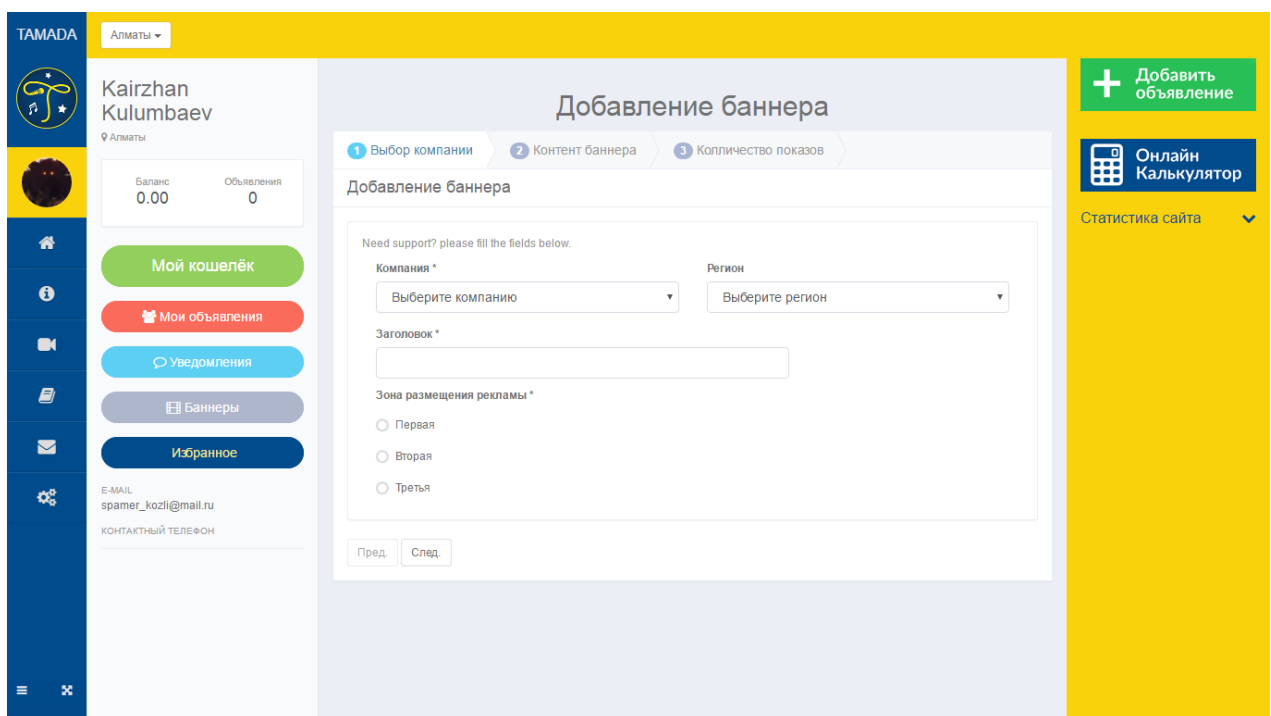 TAMADA
Алматы
Kairzhan
Kulumbaev
Алматы
Баланс
0.00
Объявления
0
Мой кошелёк
Мои объявления
Уведомления
Баннеры
Избранное
E-MAIL
spamer_kozli@mail.ru
КОНТАКТНЫЙ ТЕЛЕФОН
Добавление баннера
1 Выбор компании
2 Контент баннера
3 Колличество показов
Добавление баннера
Need support? please fill the fields below.
Компания *
Выберите компанию
Регион
Выберите регион
Заголовок *
Зона размещения рекламы *
Первая
Вторая
Третья
Пред.
След.
Добавить
объявление
Онлайн
Калькулятор
Статистика сайта